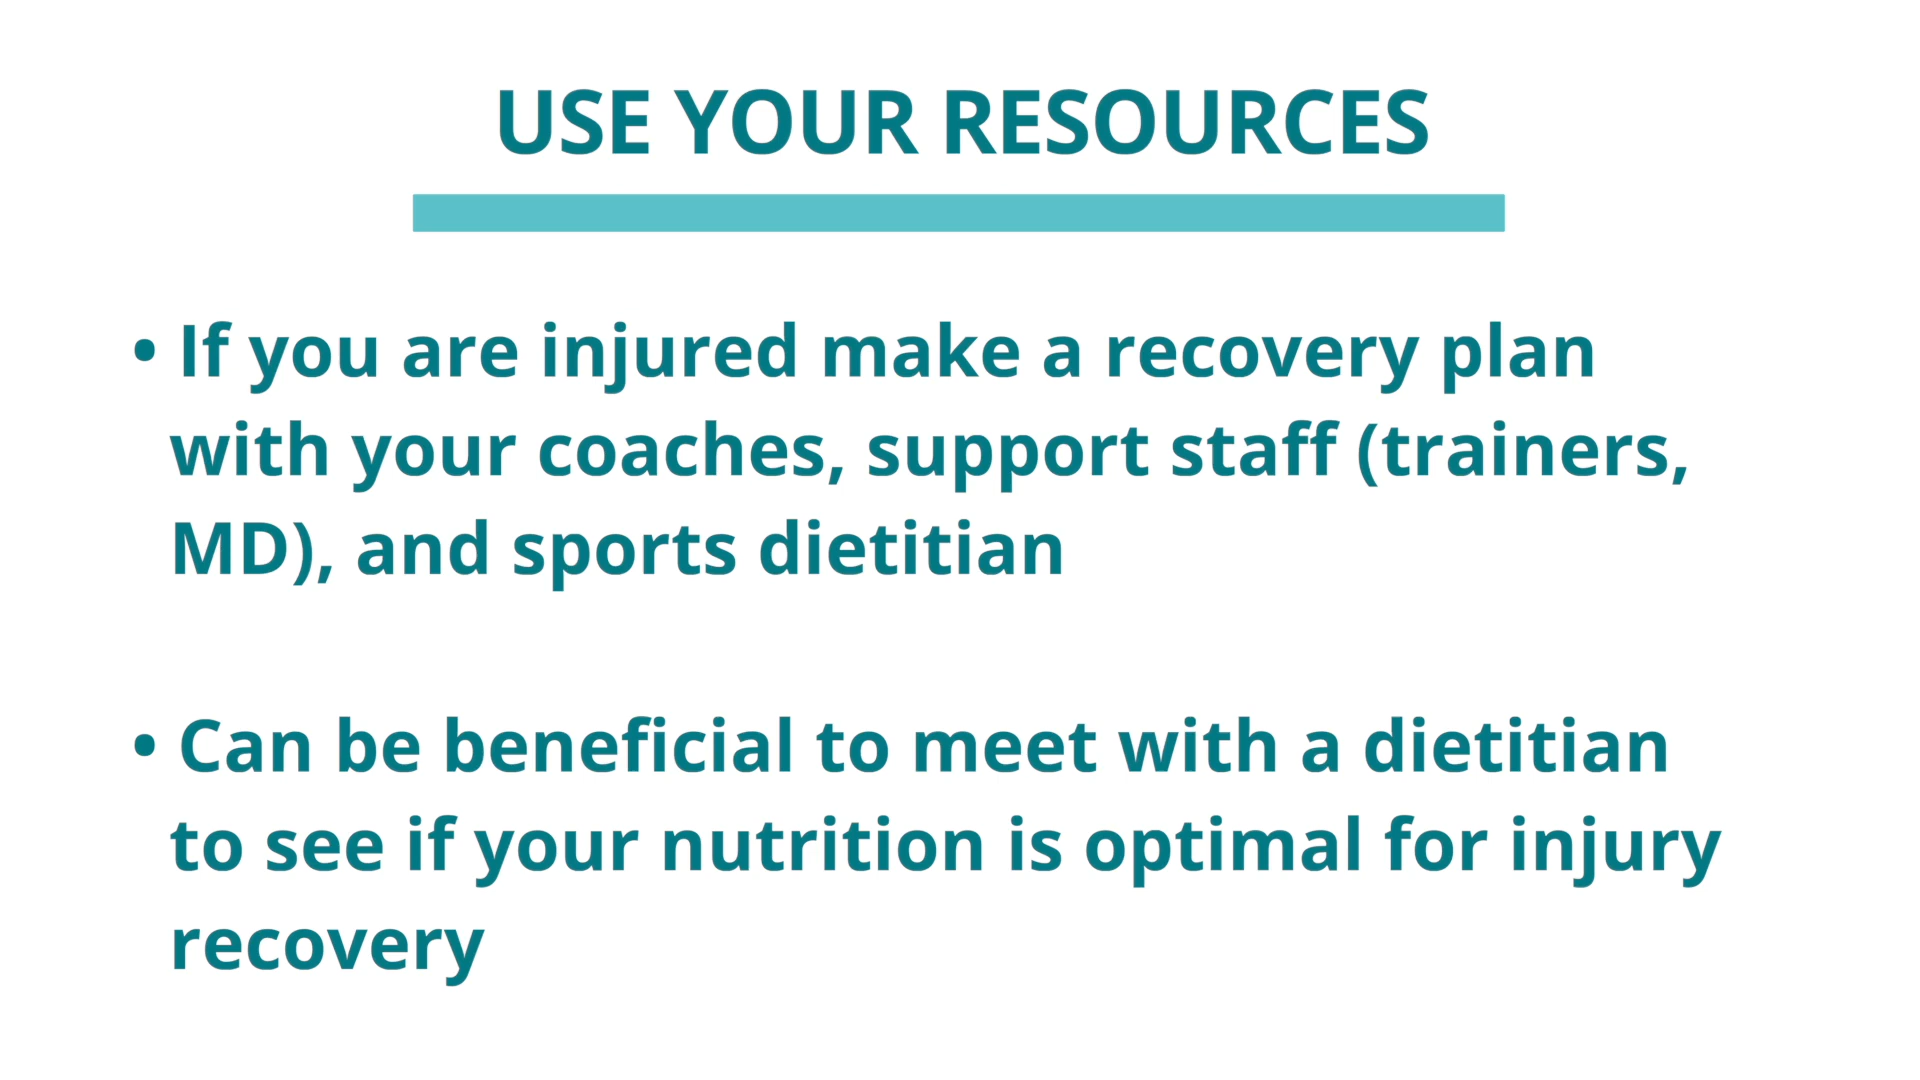 USE YOUR RESOURCES
• If you are injured make a recovery plan
with your coaches, support staff (trainers,
MD), and sports dietitian
• Can be beneficial to meet with a dietitian
to see if your nutrition is optimal for injury
recovery